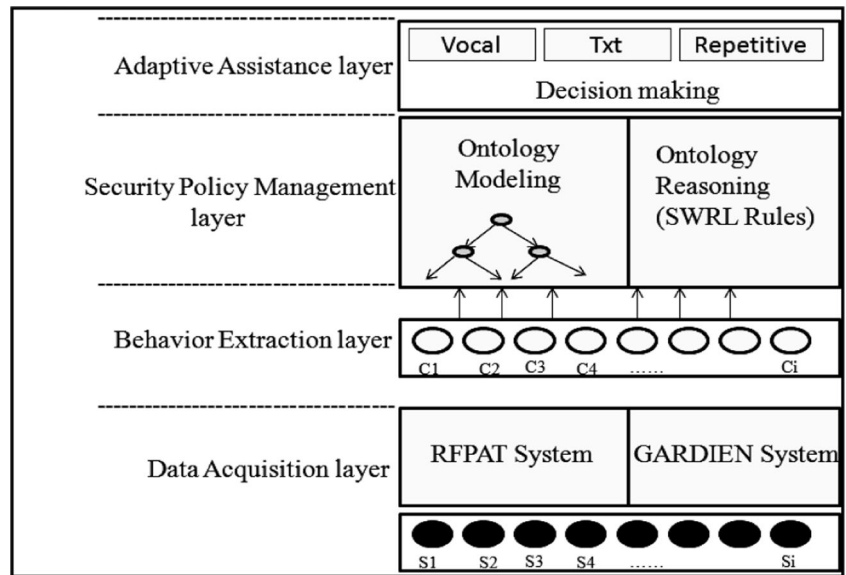 Adaptive Assistance layer
Vocal
Txt
Repetitive
Decision making
Security Policy Management
layer
Ontology
Modeling
Ontology
Reasoning
(SWRL Rules)
Behavior Extraction layer
C1
C2
C3
C4
......
Ci
Data Acquisition layer
RFPAT System
GARDIEN System
S1
S2
S3
S4
......
Si